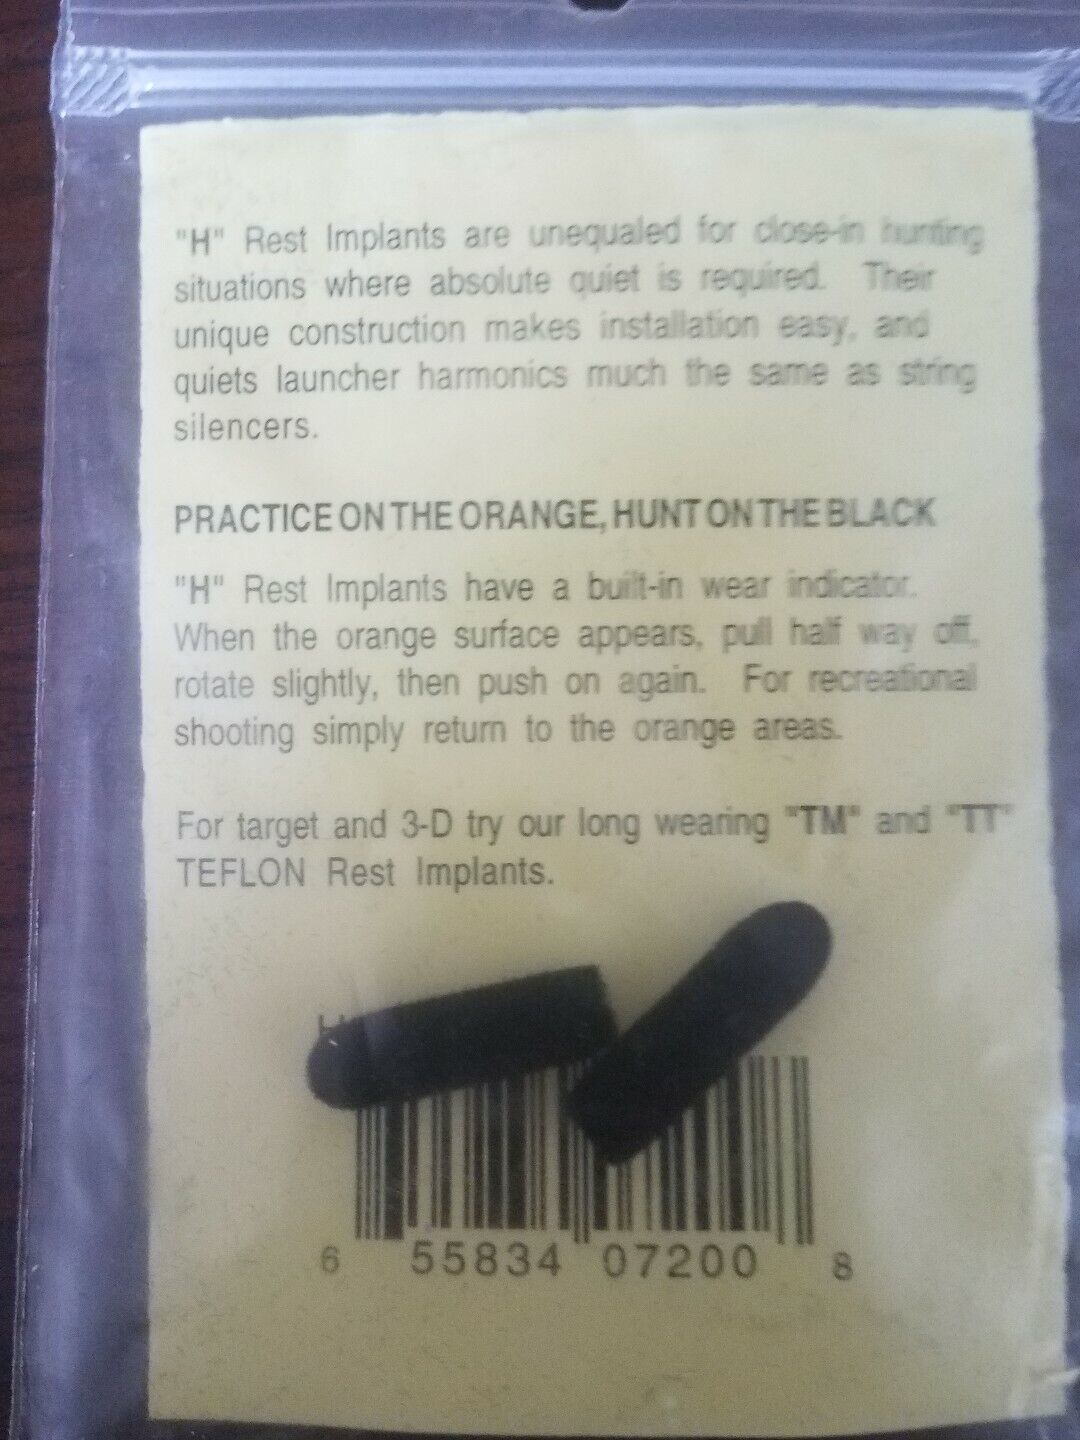 "H" Rest Implants are unequaled for close-in hunting
situations where absolute quiet is required. Their
unique construction makes installation easy, and
quiets launcher harmonics much the same as string
silencers.
PRACTICE ON THE ORANGE, HUNT ON THE BLACK
"H" Rest Implants have a built-in wear indicator.
When the orange surface appears, pull half way off,
rotate slightly, then push on again. For recreational
shooting simply return to the orange areas.
For target and 3-D try our long wearing "TM" and "TT"
TEFLON Rest Implants.
6 55834 07200 8